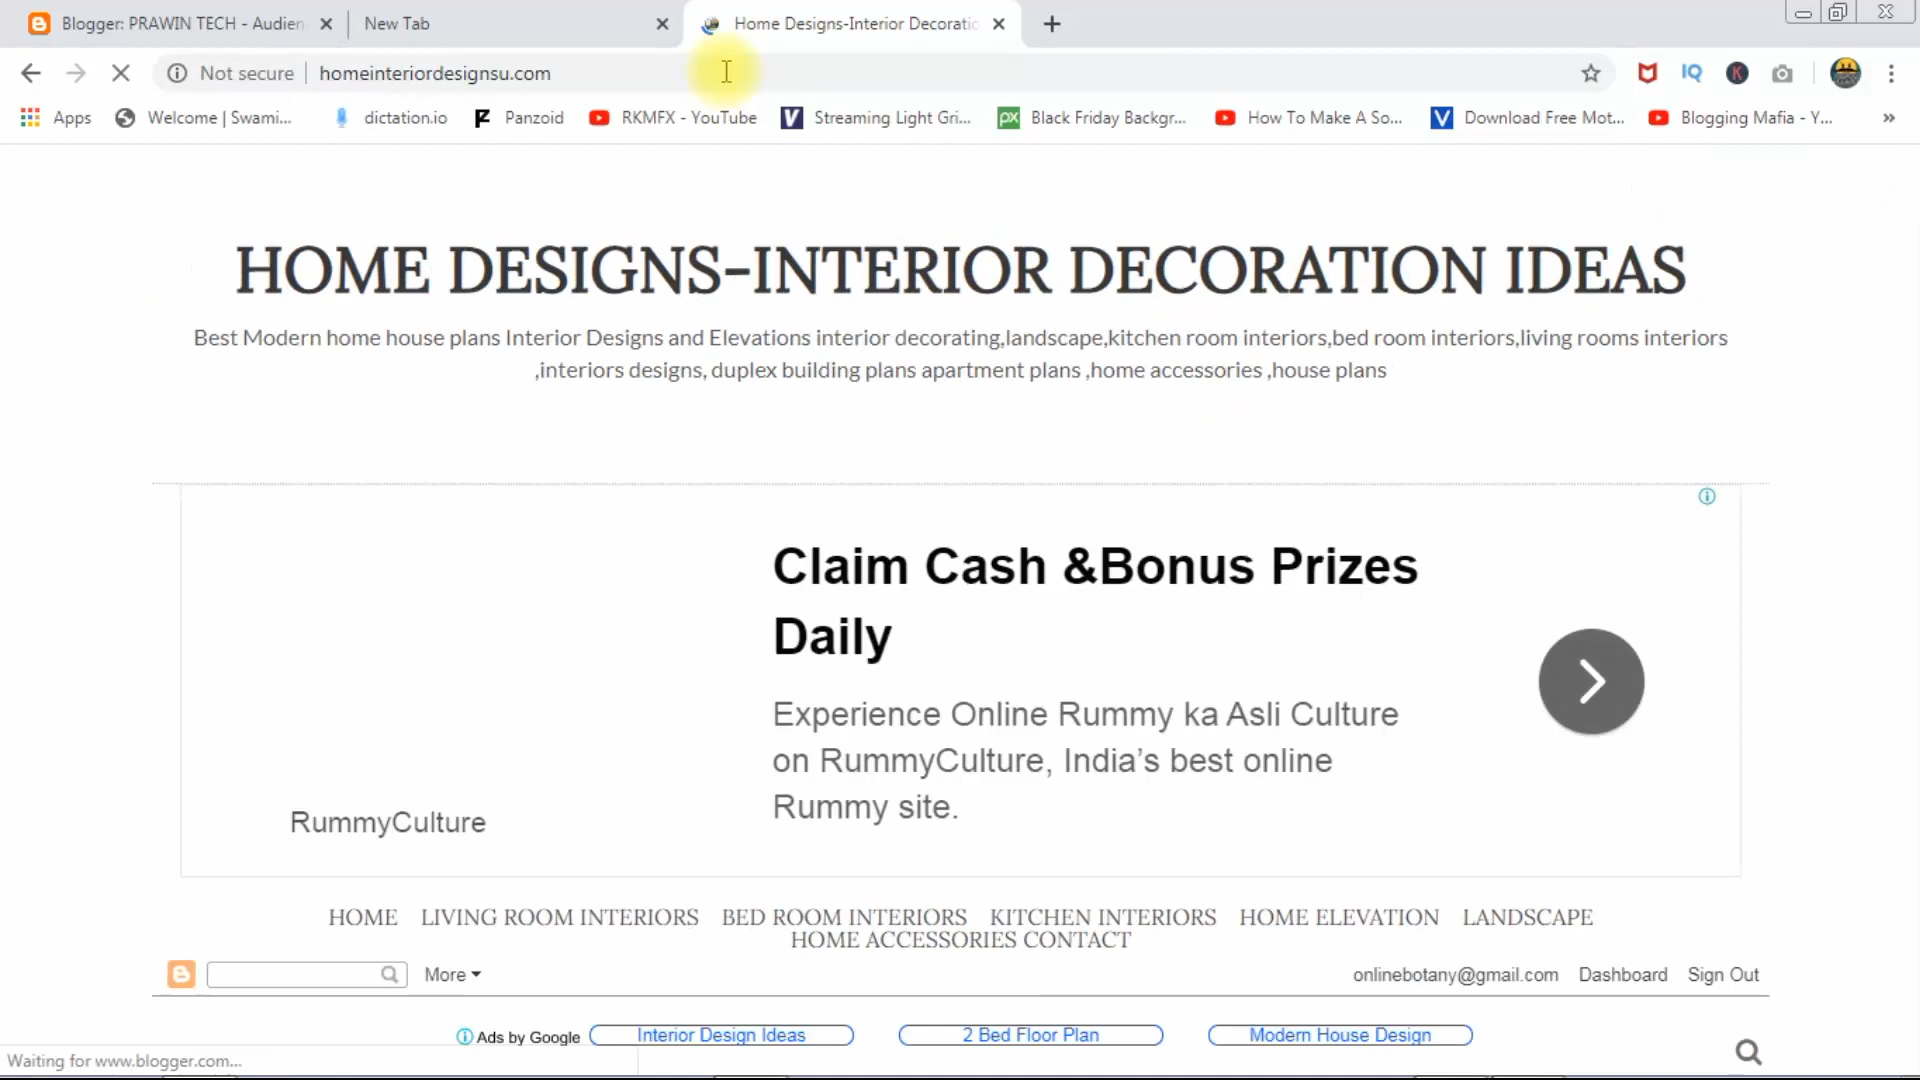 Blogger: PRAWIN TECH - Audien
New Tab
Home Designs-Interior Decoratio
Not secure
homeinteriordesignsu.com
IQ
K
Apps
Welcome | Swami...
dictation.io
Panzoid
RKMFX - YouTube
Streaming Light Gri...
px
Black Friday Backgr...
How To Make A So...
Download Free Mot...
Blogging Mafia - Y...
HOME DESIGNS-INTERIOR DECORATION IDEAS
Best Modern home house plans Interior Designs and Elevations interior decorating,landscape,kitchen room interiors,bed room interiors,living rooms interiors
,interiors designs, duplex building plans apartment plans ,home accessories ,house plans
Claim Cash &Bonus Prizes
Daily
Experience Online Rummy ka Asli Culture
on RummyCulture, India’s best online
Rummy site.
RummyCulture
HOME LIVING ROOM INTERIORS BED ROOM INTERIORS KITCHEN INTERIORS HOME ELEVATION LANDSCAPE
HOME ACCESSORIES CONTACT
More
onlinebotany@gmail.com Dashboard Sign Out
Ads by Google
Interior Design Ideas
2 Bed Floor Plan
Modern House Design
Waiting for www.blogger.com...